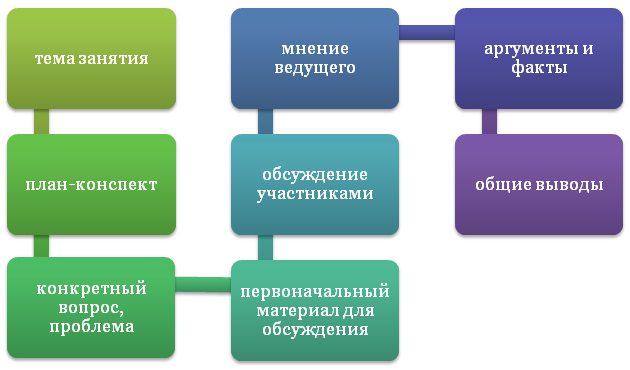 тема занятия
план-конспект
конкретный
вопрос,
проблема
первоначальный
материал для
обсуждения
обсуждение
участниками
мнение
ведущего
аргументы и
факты
общие выводы